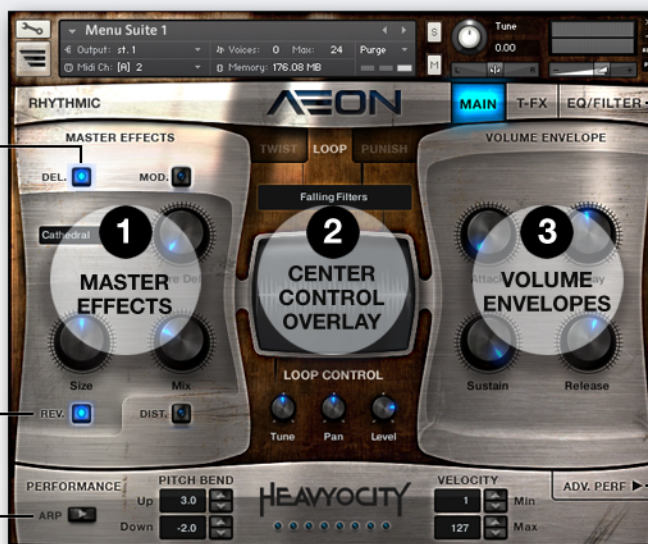 Menu Suite 1
Output: st. 1
Voices: 0 Max: 24 Purge
Midi Ch: [A] 2
Memory: 176.08 MB
S
M
Tune
0.00
L R
RHYTHMIC
AEON
MAIN T-FX EQ/FILTER
MASTER EFFECTS
TWIST LOOP PUNISH
VOLUME ENVELOPE
DEL. MOD.
Falling Filters
Cathedral
1
MASTER
EFFECTS
2
CENTER
CONTROL
OVERLAY
3
VOLUME
ENVELOPES
Size Mix
LOOP CONTROL
Sustain Release
REV. DIST.
Tune Pan Level
PERFORMANCE
PITCH BEND
Up 3.0
Down -2.0
ARP
HEAVYOCITY
VELOCITY
1 Min
127 Max
ADV. PERF